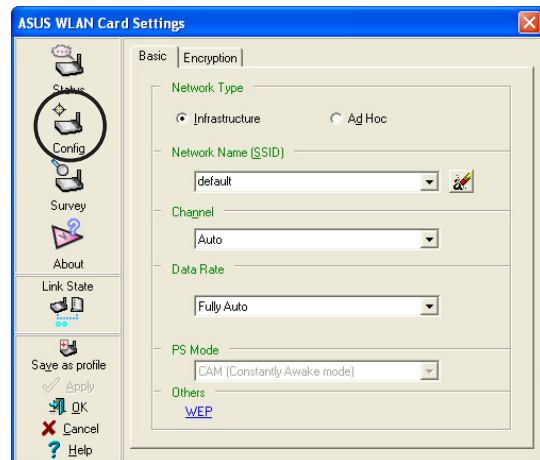 ASUS WLAN Card Settings
Status
Config
Survey
About
Link State
Save as profile
Apply
OK
Cancel
Help
Basic
Encryption
Network Type
Infrastructure
Ad Hoc
Network Name (SSID)
default
Channel
Auto
Data Rate
Fully Auto
PS Mode
CAM (Constantly Awake mode)
Others
WEP